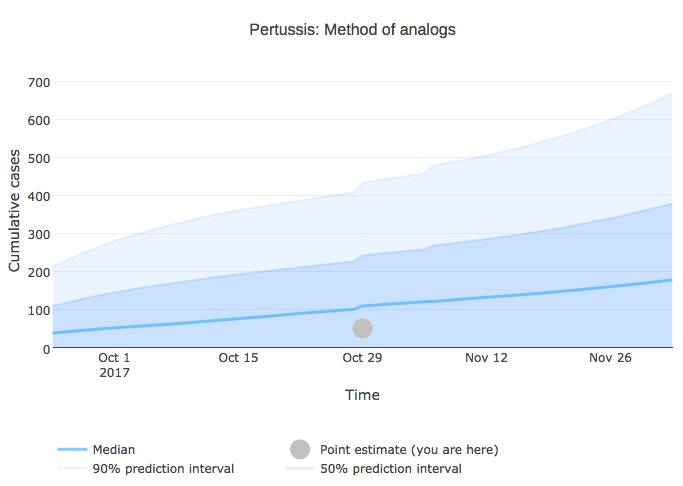 Pertussis: Method of analogs
Cumulative cases
700
600
500
400
300
200
100
0
Oct 1
2017
Oct 15
Oct 29
Nov 12
Nov 26
Time
Median
Point estimate (you are here)
90% prediction interval
50% prediction interval